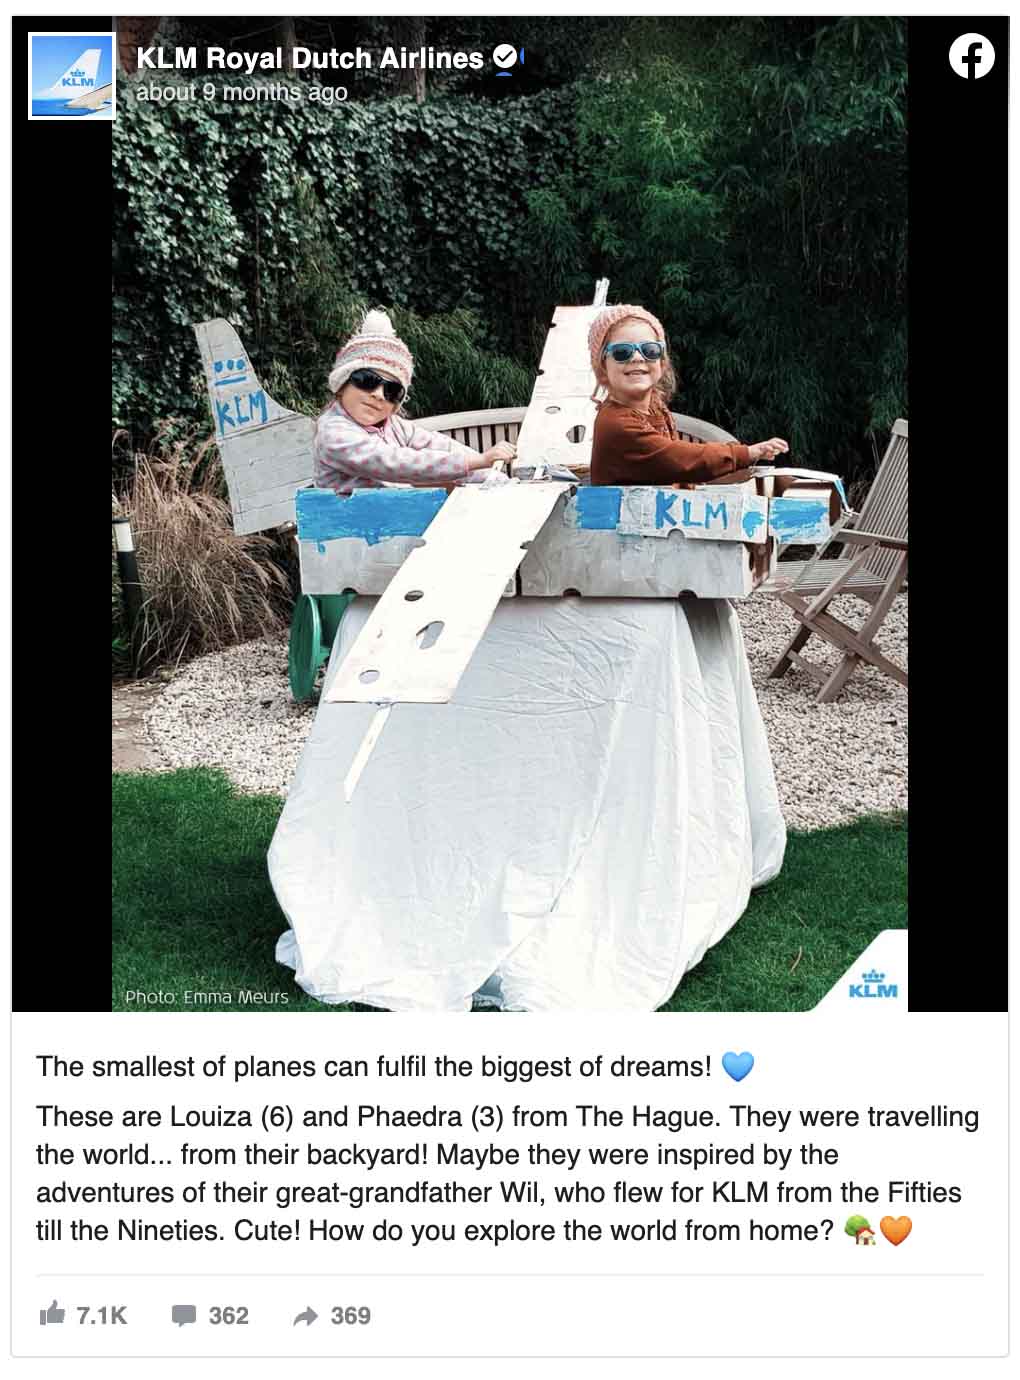 KLM Royal Dutch Airlines
about 9 months ago
KLM
KLM
KLM
Photo: Emma Meurs
KLM
The smallest of planes can fulfil the biggest of dreams! 💙
These are Louiza (6) and Phaedra (3) from The Hague. They were travelling
the world... from their backyard! Maybe they were inspired by the
adventures of their great-grandfather Wil, who flew for KLM from the Fifties
till the Nineties. Cute! How do you explore the world from home? 🏡🧡
7.1K 362 369